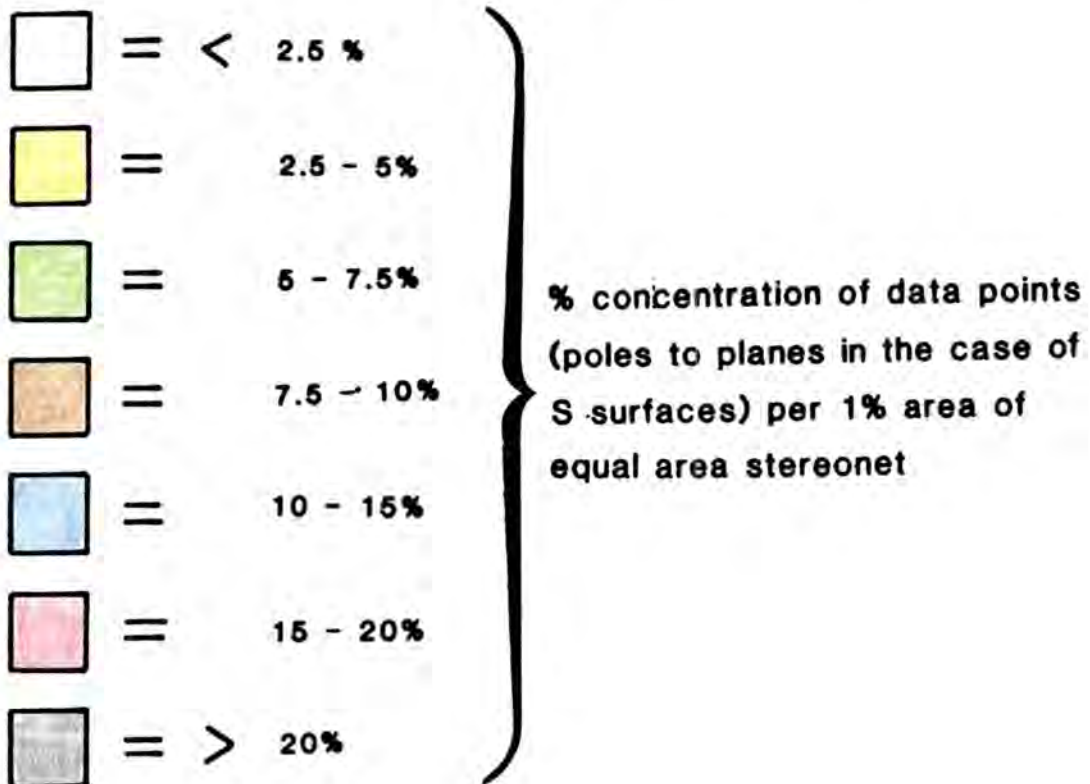 = < 2.5 %
= 2.5 - 5%
= 5 - 7.5%
= 7.5 - 10%
= 10 - 15%
= 15 - 20%
= > 20%
% concentration of data points
(poles to planes in the case of
S surfaces) per 1% area of
equal area stereonet